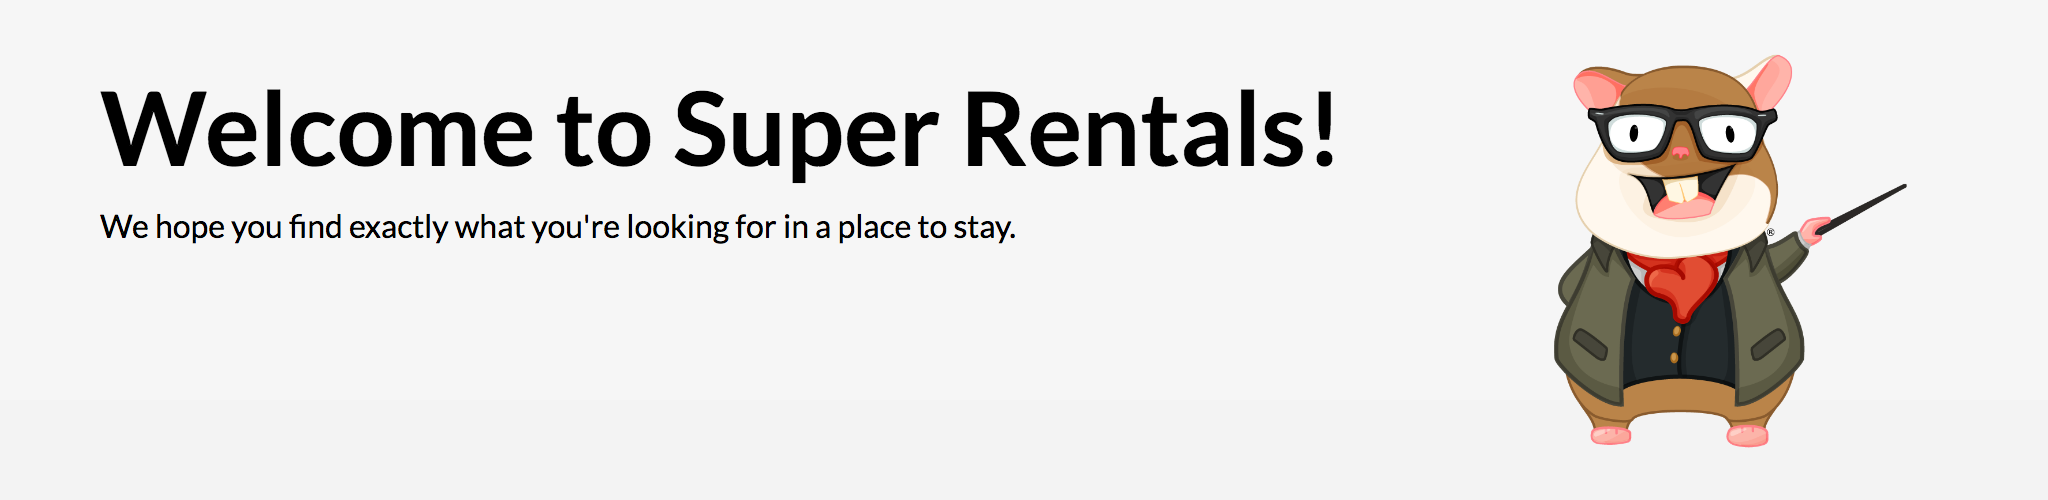 Welcome to Super Rentals!
We hope you find exactly what you're looking for in a place to stay.
®